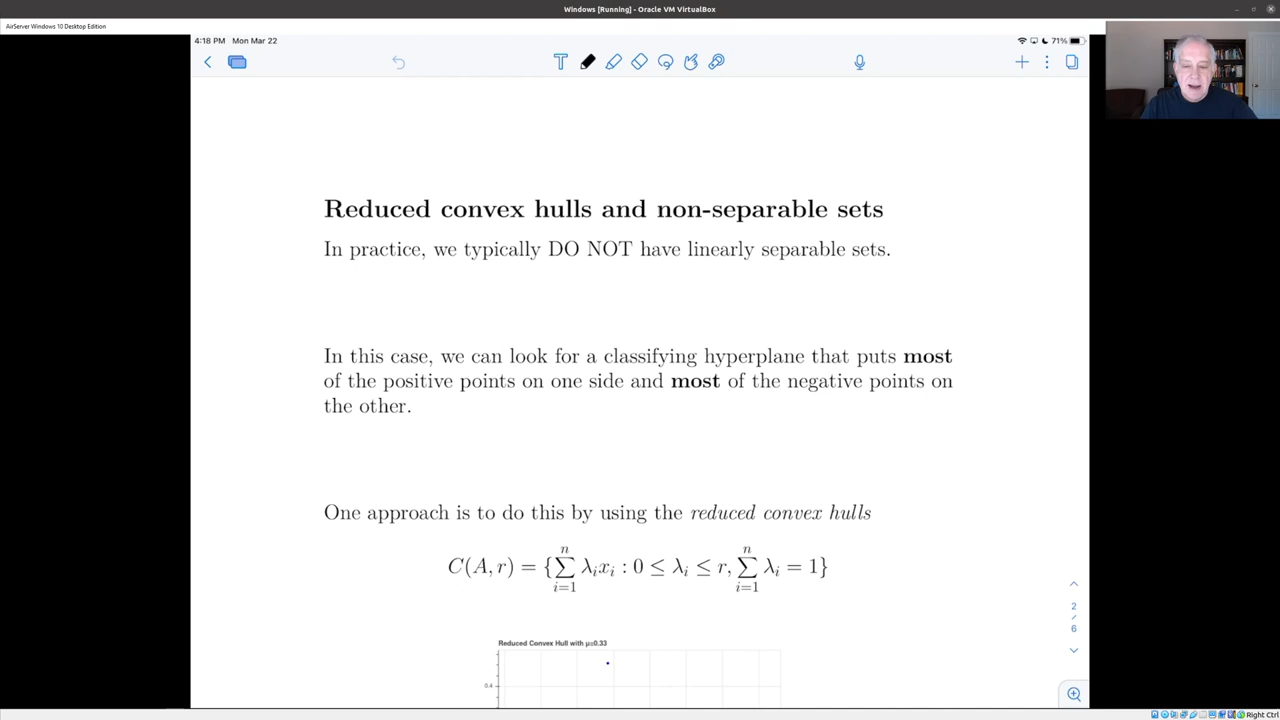 Windows [Running] - Oracle VM VirtualBox
AirServer Windows 10 Desktop Edition
4:18 PM Mon Mar 22
71%
Reduced convex hulls and non-separable sets
In practice, we typically DO NOT have linearly separable sets.
In this case, we can look for a classifying hyperplane that puts most
of the positive points on one side and most of the negative points on
the other.
One approach is to do this by using the reduced convex hulls
C(A, r) = {∑_{i=1}^{n} λ_i x_i : 0 ≤ λ_i ≤ r, ∑_{i=1}^{n} λ_i = 1}
2
/
6
Reduced Convex Hull with μ=0.33
0.4
Right Ctrl